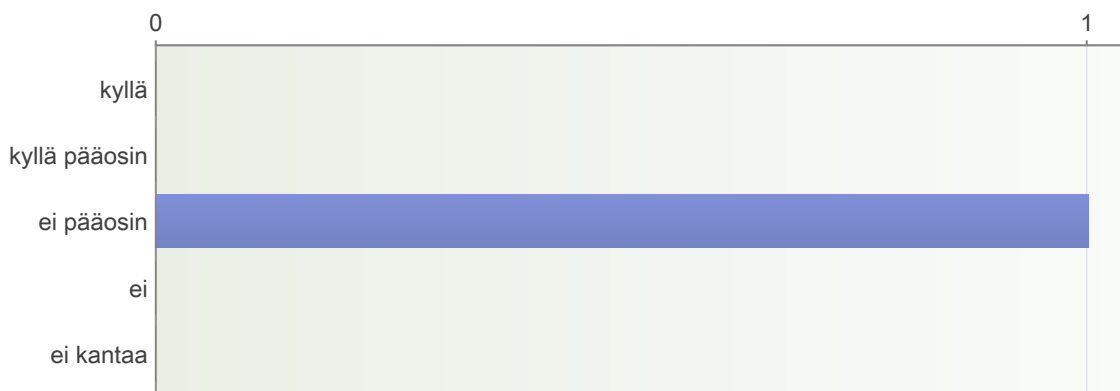 0 1
kyllä
kyllä pääosin
ei pääosin
ei
ei kantaa